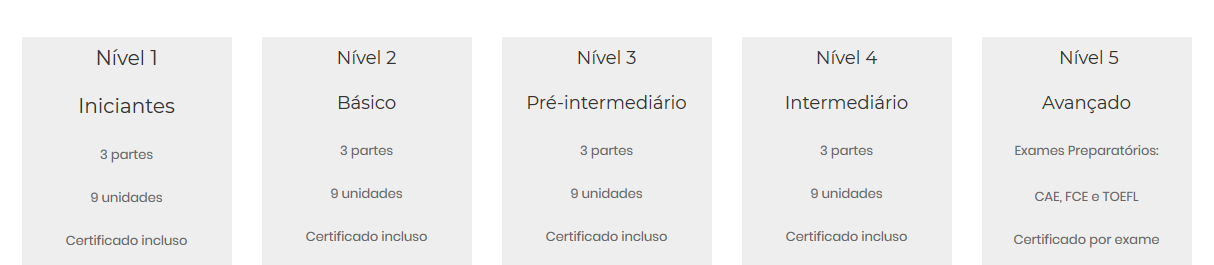 Nível 1
Iniciantes
3 partes
9 unidades
Certificado incluso
Nível 2
Básico
3 partes
9 unidades
Certificado incluso
Nível 3
Pré-intermediário
3 partes
9 unidades
Certificado incluso
Nível 4
Intermediário
3 partes
9 unidades
Certificado incluso
Nível 5
Avançado
Exames Preparatórios:
CAE, FCE e TOEFL
Certificado por exame